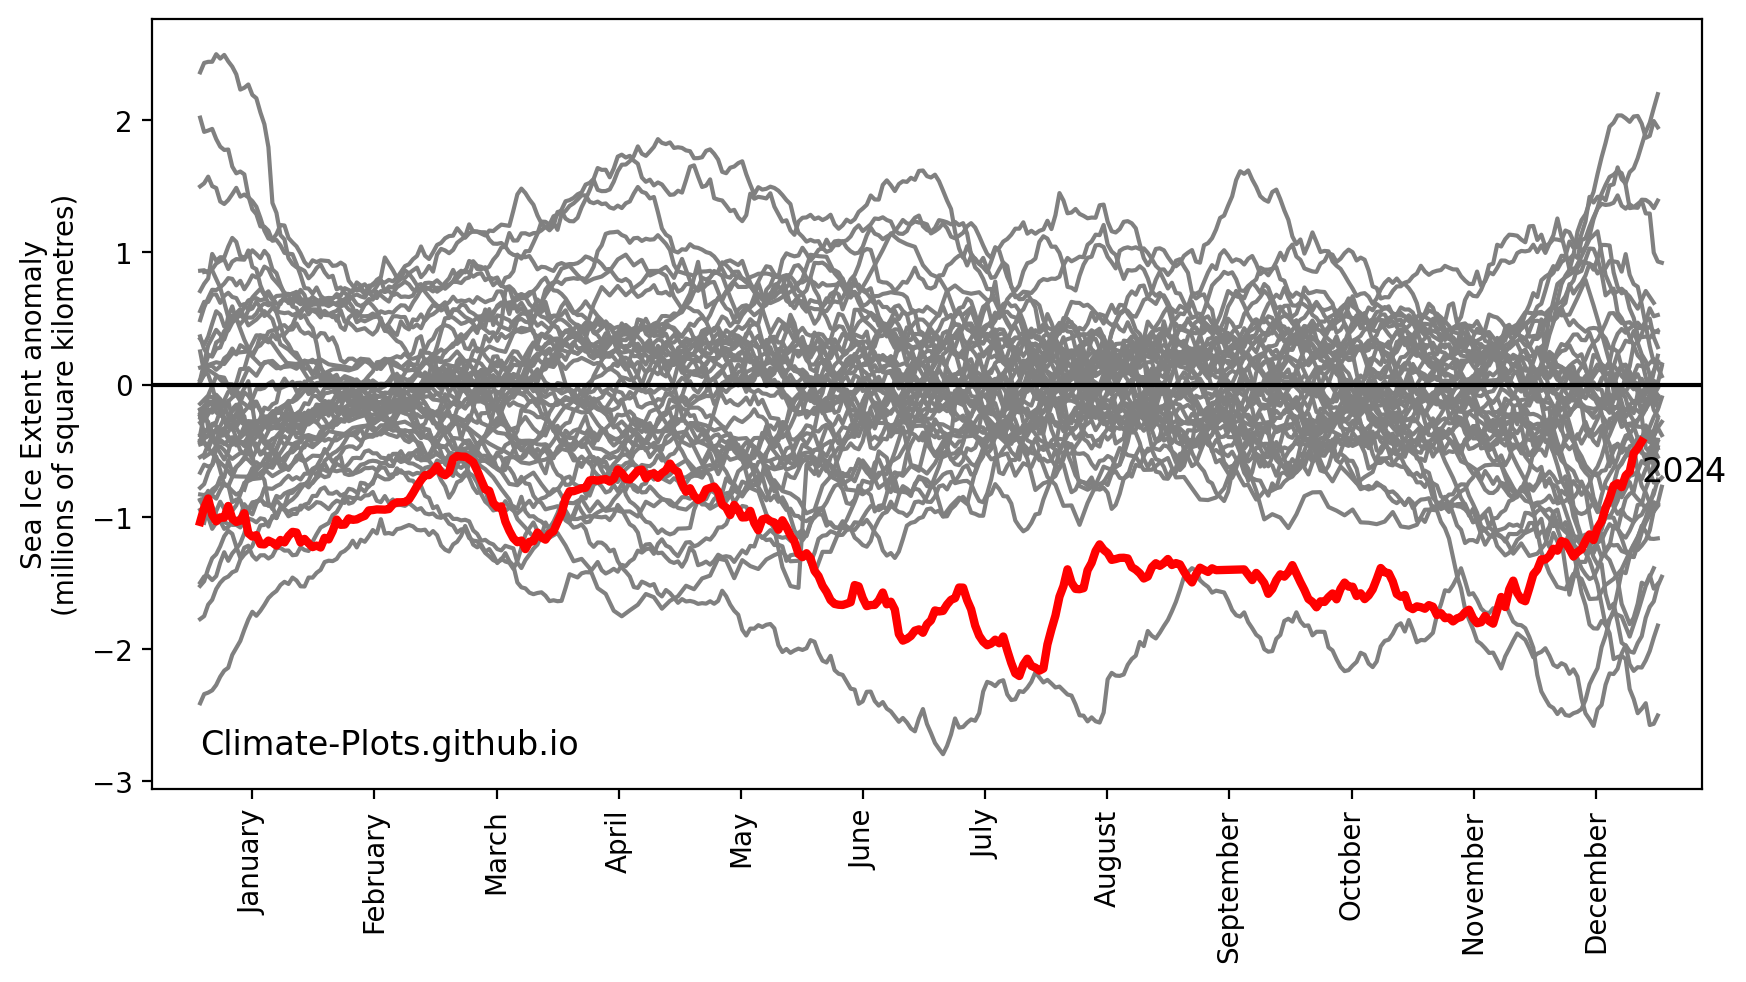 Sea Ice Extent anomaly
(millions of square kilometres)
2
1
0
−1
−2
−3
2024
Climate-Plots.github.io
January
February
March
April
May
June
July
August
September
October
November
December